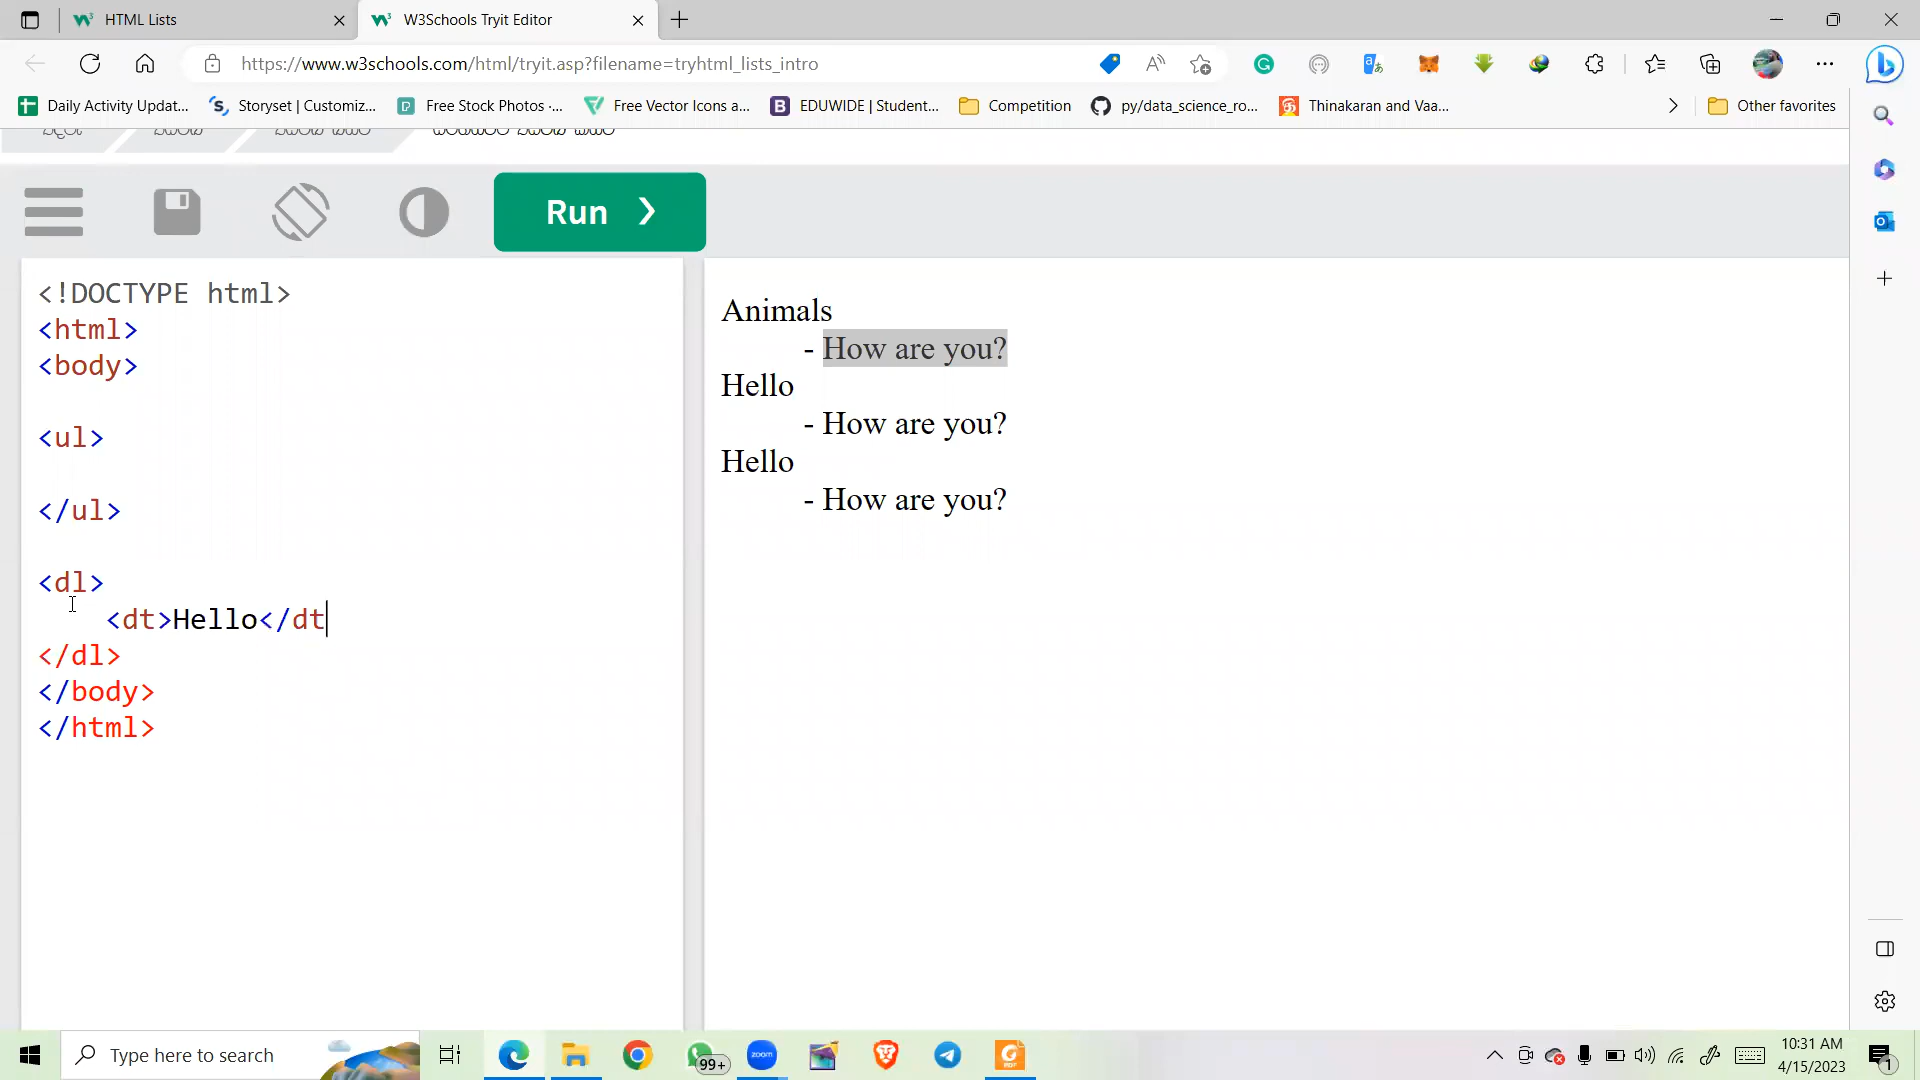 HTML Lists
W3Schools Tryit Editor
https://www.w3schools.com/html/tryit.asp?filename=tryhtml_lists_intro
Daily Activity Updat...
Storyset | Customiz...
Free Stock Photos ·...
Free Vector Icons a...
EDUWIDE | Student...
Competition
py/data_science_ro...
Thinakaran and Vaa...
Other favorites
Run ❯
<!DOCTYPE html>
<html>
<body>
<ul>
</ul>
<dl>
<dt>Hello</dt
</dl>
</body>
</html>
Animals
- How are you?
Hello
- How are you?
Hello
- How are you?
Type here to search
99+
zoom
10:31 AM
4/15/2023
1